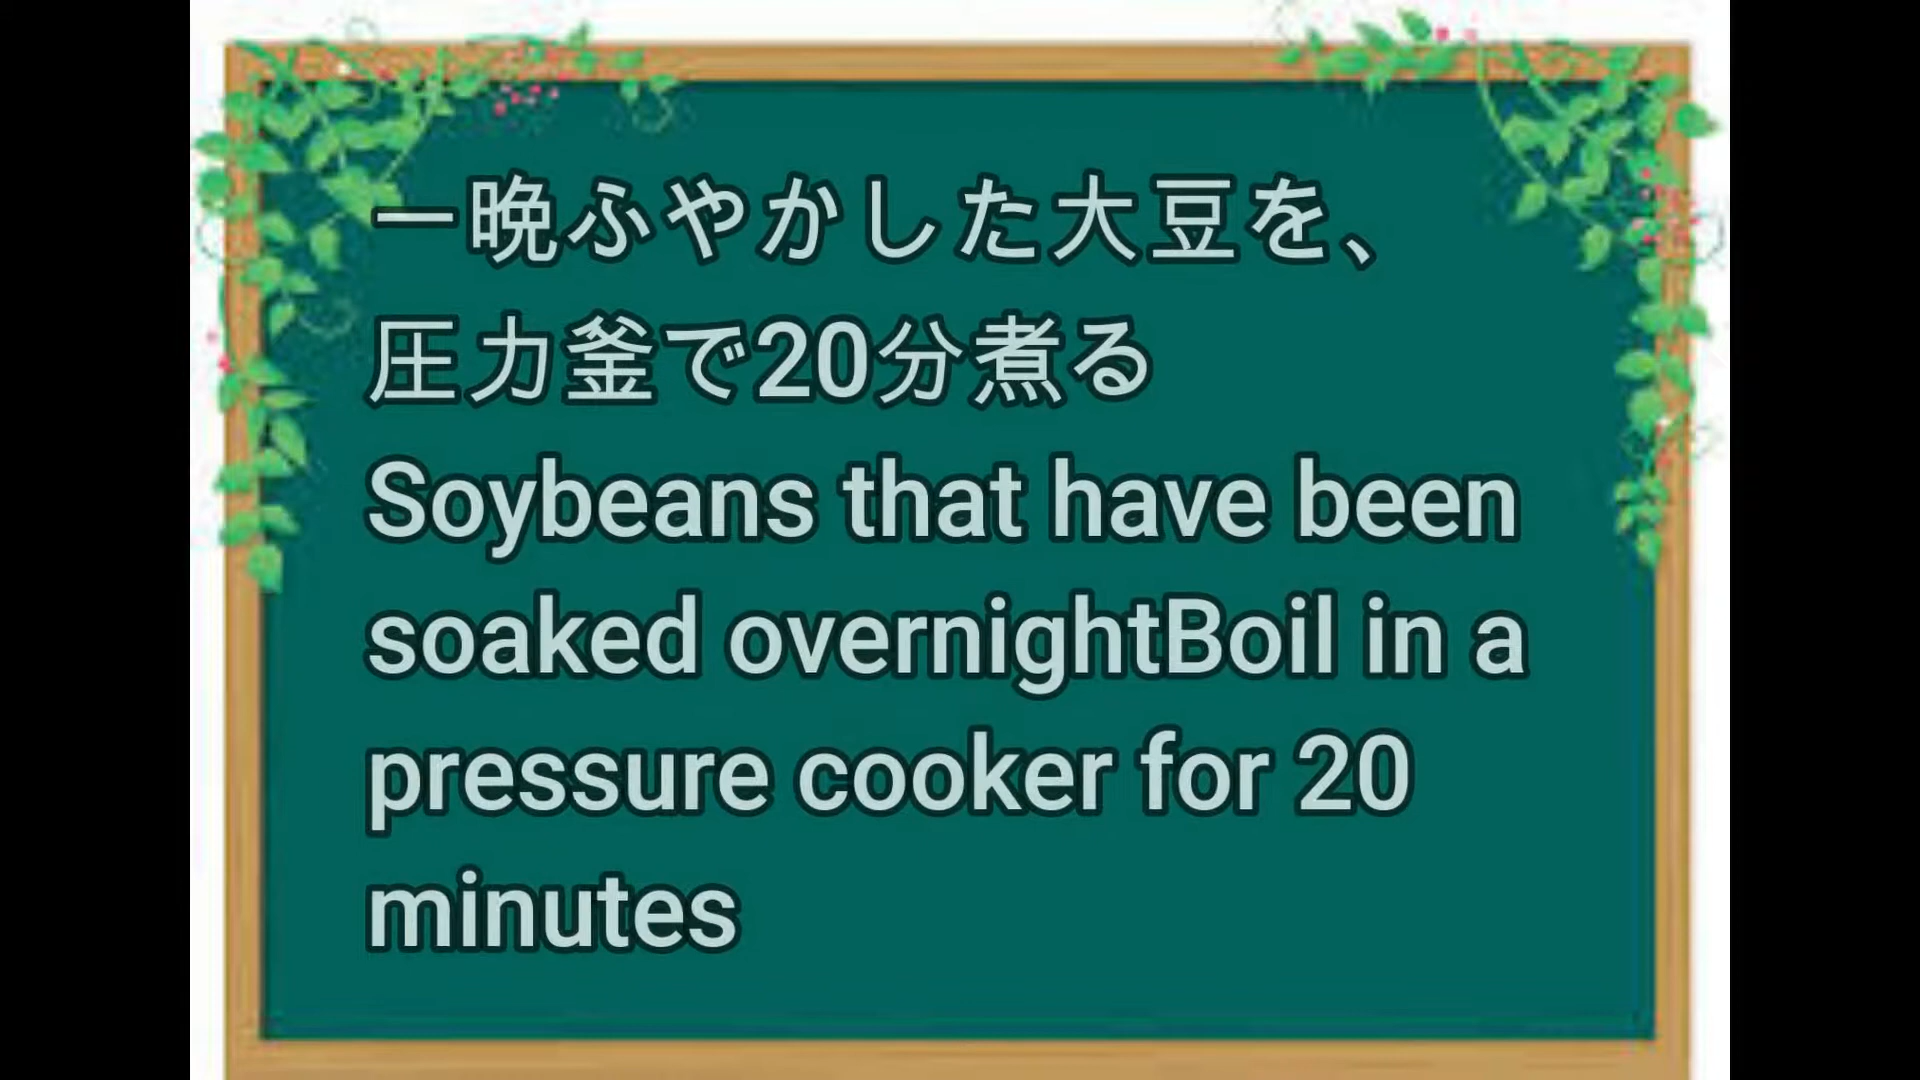 一晩ふやかした大豆を、
圧力釜で20分煮る
Soybeans that have been
soaked overnightBoil in a
pressure cooker for 20
minutes